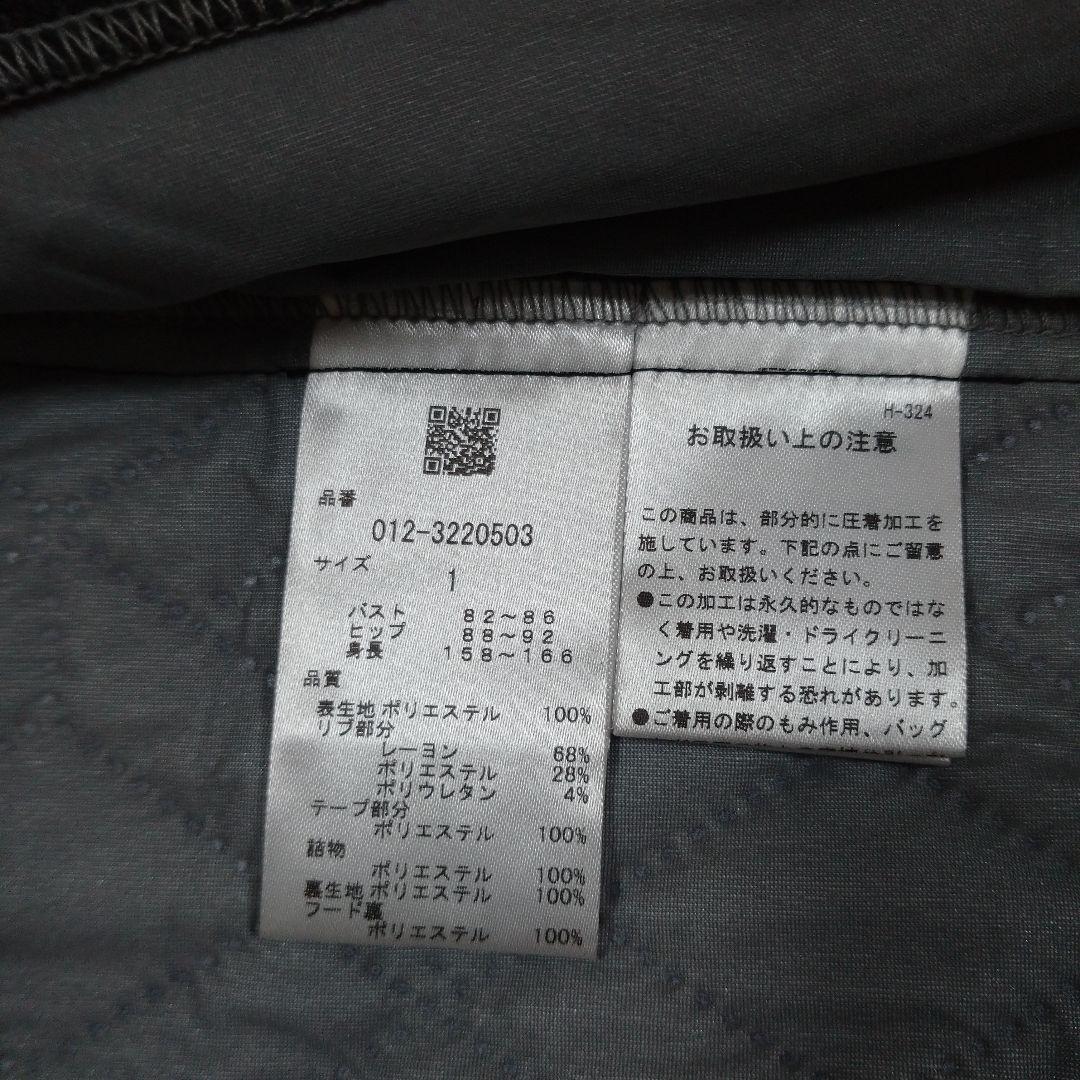 品番
012-3220503
サイズ
1
バスト 82~86
ヒップ 88~92
身長 158~166
品質
表生地 ポリエステル 100%
リブ部分
レーヨン 68%
ポリエステル 28%
ポリウレタン 4%
テープ部分
ポリエステル 100%
詰物
ポリエステル 100%
裏生地 ポリエステル 100%
フード裏
ポリエステル 100%
H-324
お取扱い上の注意
この商品は、部分的に圧着加工を
施しています。下記の点にご留意
の上、お取扱いください。
●この加工は永久的なものではな
く着用や洗濯・ドライクリーニ
ングを繰り返すことにより、加
工部が剥離する恐れがあります。
●ご着用の際のもみ作用、バッグ